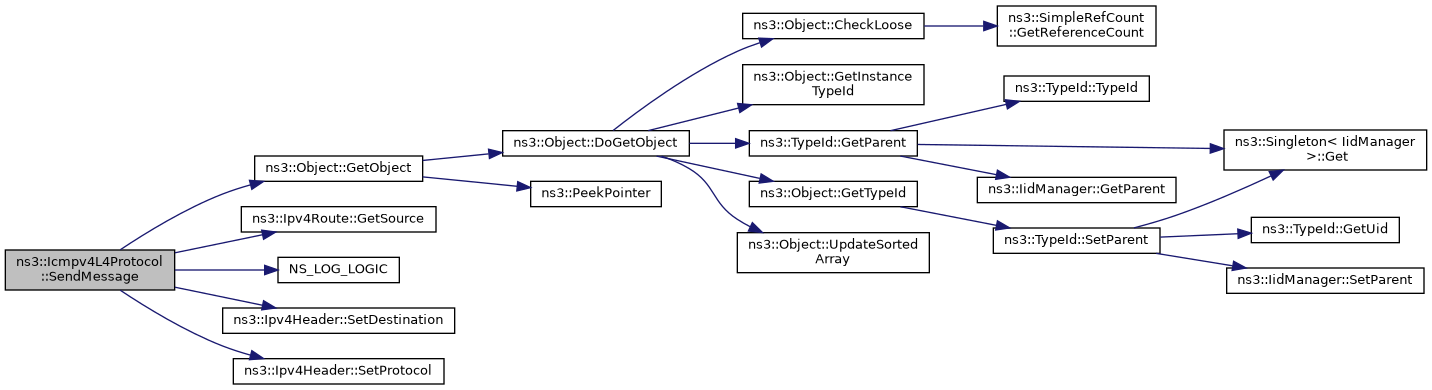 ns3::Icmpv4L4Protocol
::SendMessage
ns3::Object::GetObject
ns3::Ipv4Route::GetSource
NS_LOG_LOGIC
ns3::Ipv4Header::SetDestination
ns3::Ipv4Header::SetProtocol
ns3::Object::DoGetObject
ns3::PeekPointer
ns3::Object::CheckLoose
ns3::Object::GetInstance
TypeId
ns3::TypeId::GetParent
ns3::Object::GetTypeId
ns3::Object::UpdateSorted
Array
ns3::SimpleRefCount
::GetReferenceCount
ns3::TypeId::TypeId
ns3::IidManager::GetParent
ns3::TypeId::SetParent
ns3::Singleton< IidManager
>::Get
ns3::TypeId::GetUid
ns3::IidManager::SetParent